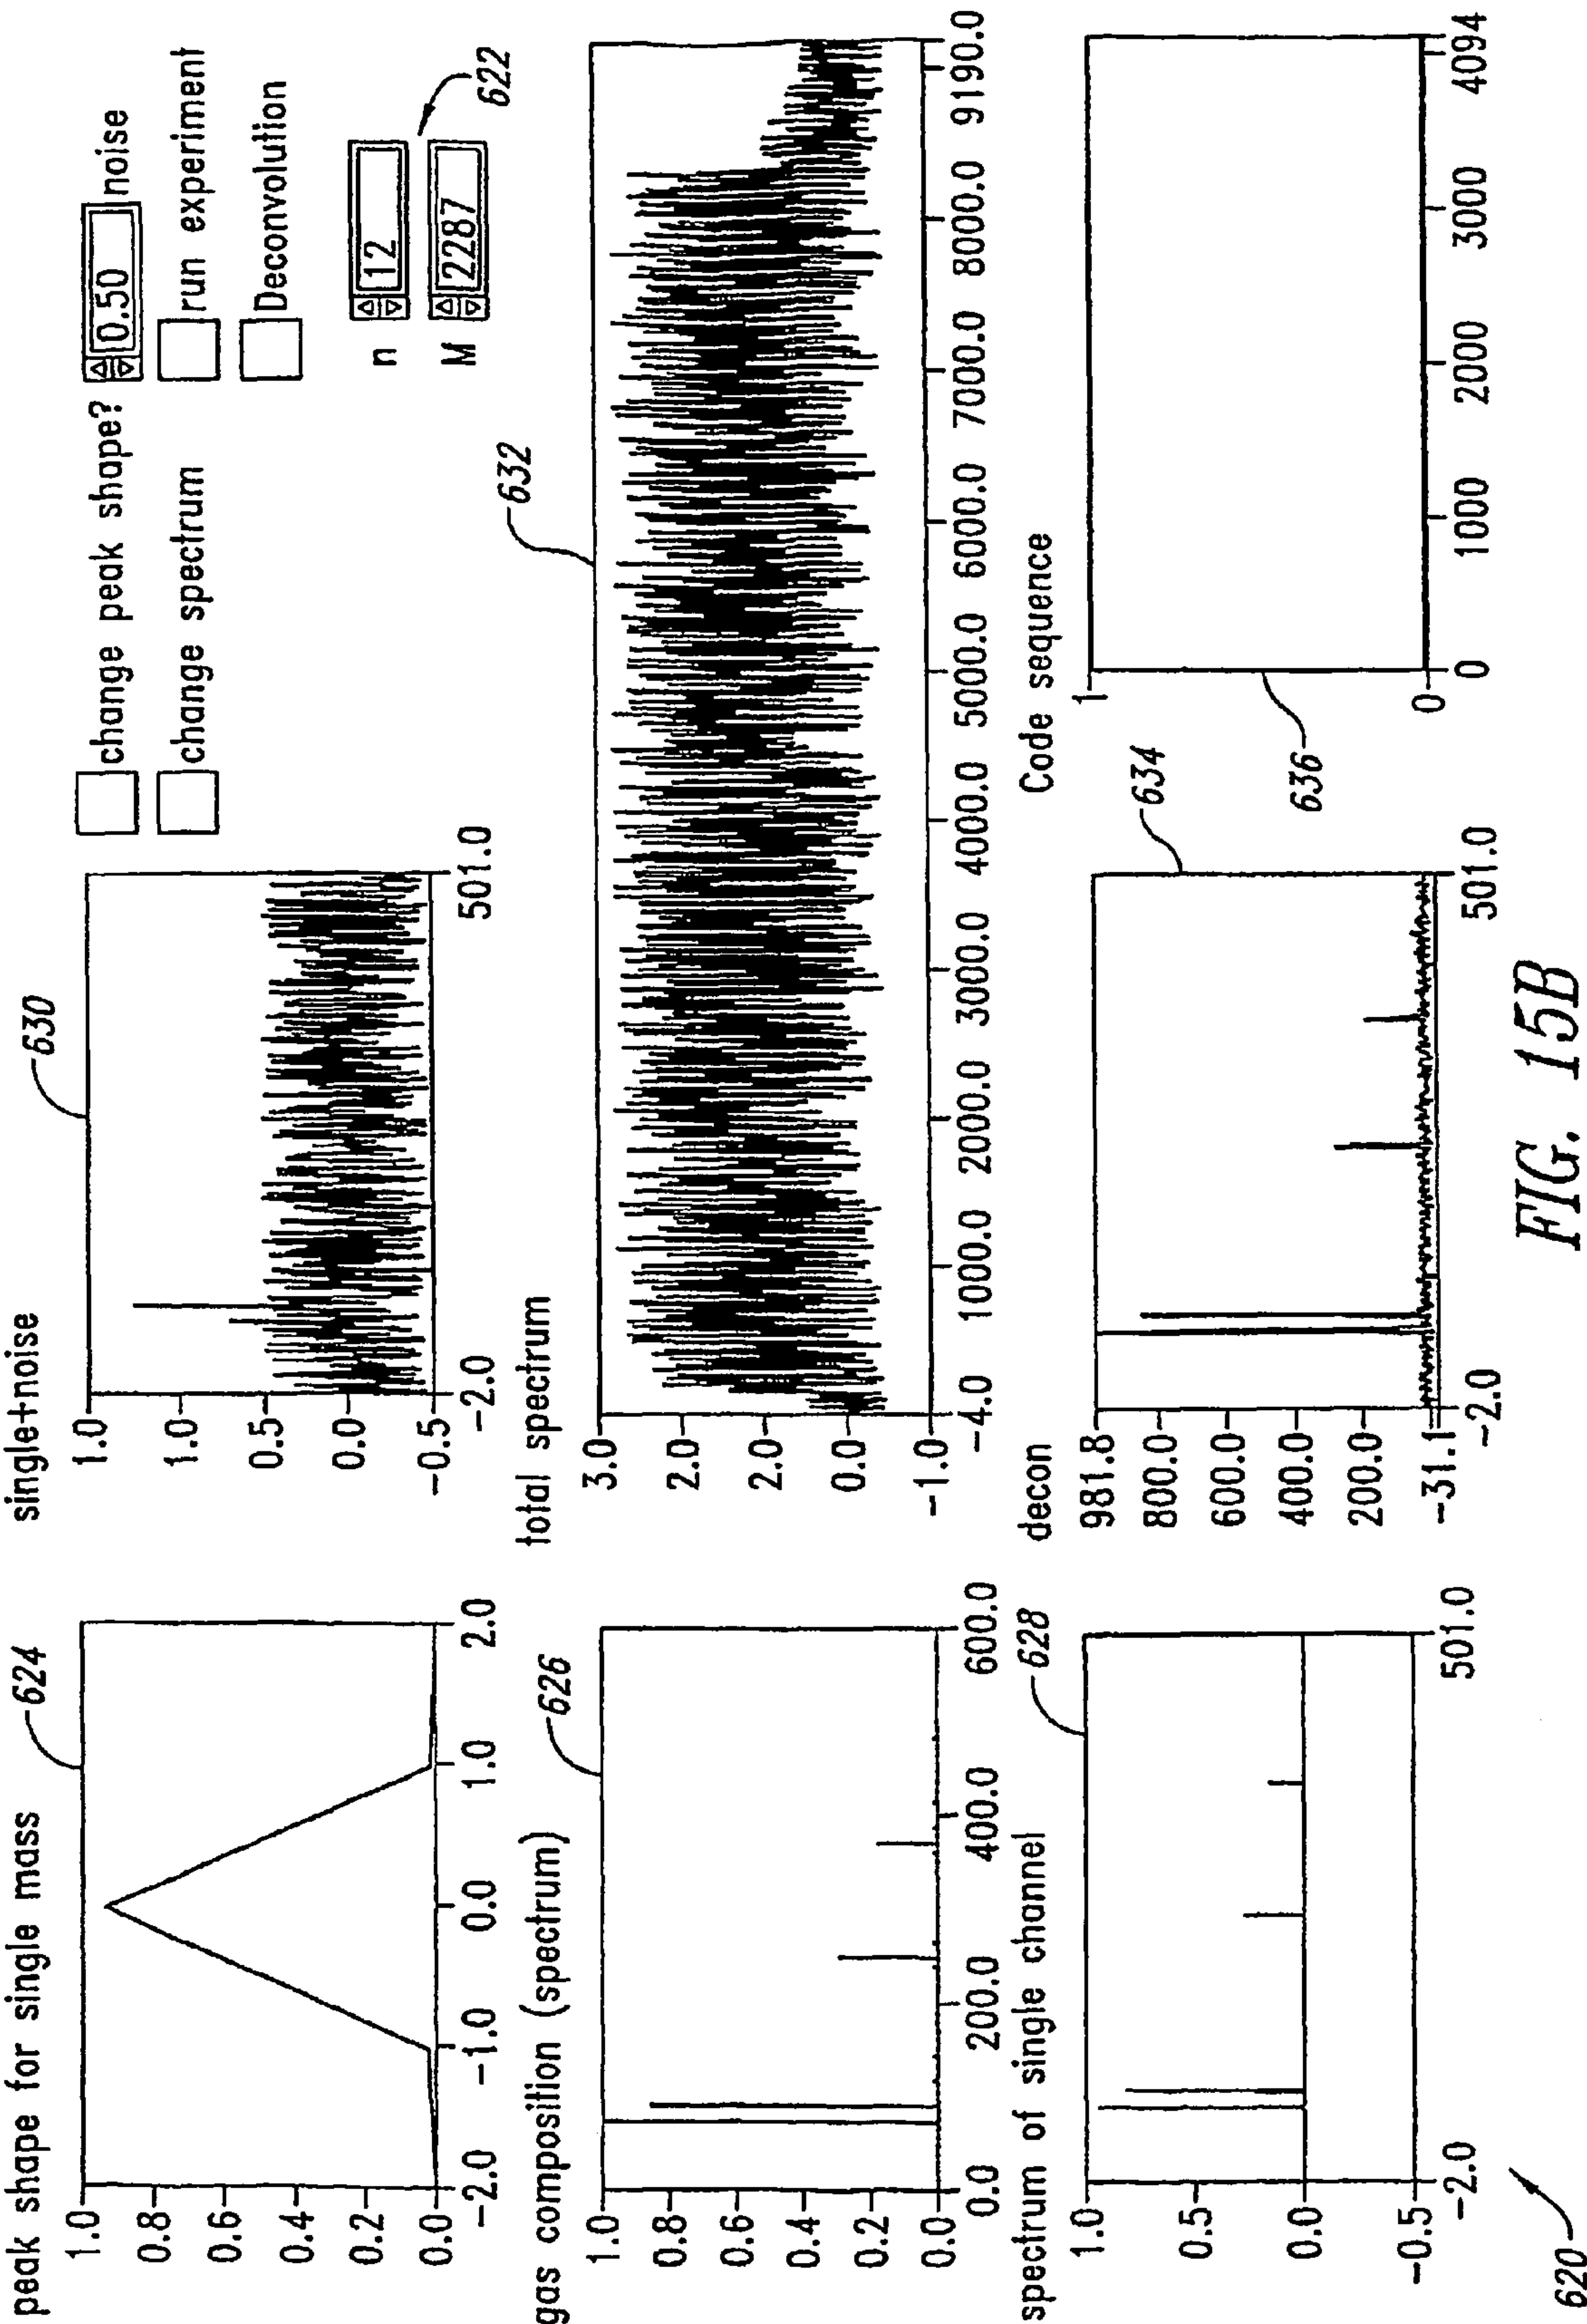 peak shape for single mass
624
1.0
0.8
0.6
0.4
0.2
0.0
-2.0 -1.0 0.0 1.0 2.0
single+noise
630
1.0
1.0
0.5
0.0
-0.5
-2.0 501.0
change peak shape?
change spectrum
0.50 noise
run experiment
Deconvolution
n 12
M 2287
622
gas composition (spectrum)
626
1.0
0.8
0.6
0.4
0.2
0.0
0.0 200.0 400.0 600.0
total spectrum
632
3.0
2.0
2.0
0.0
-1.0
-4.0 1000.0 2000.0 3000.0 4000.0 5000.0 6000.0 7000.0 8000.0 9190.0
spectrum of single channel
628
1.0
0.5
0.0
-0.5
-2.0 501.0
decon
634
981.8
800.0
600.0
400.0
200.0
-31.1
-2.0 501.0
Code sequence
636
1
0
0 1000 2000 3000 4094
620
FIG. 15B